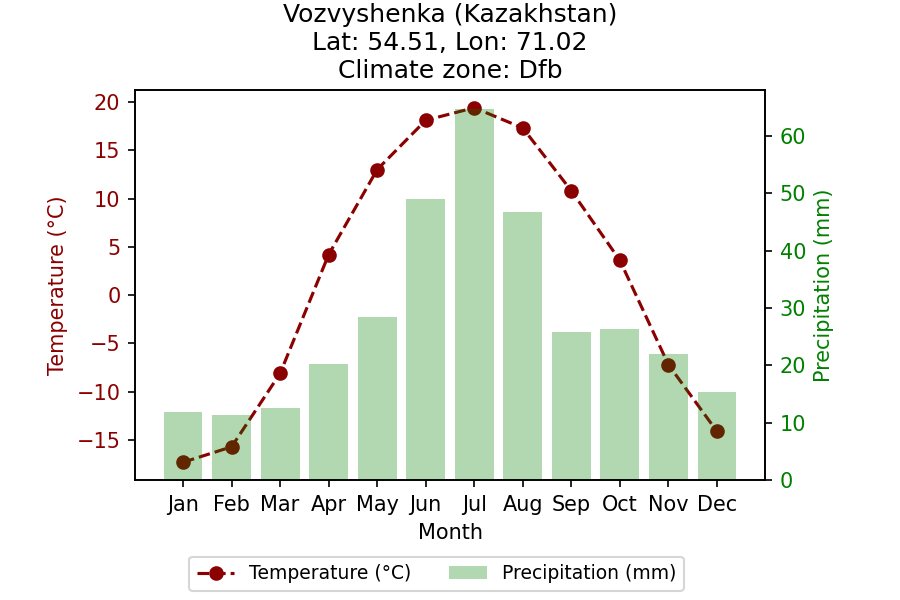 Vozvyshenka (Kazakhstan)
Lat: 54.51, Lon: 71.02
Climate zone: Dfb
Temperature (°C)
20
15
10
5
0
−5
−10
−15
Precipitation (mm)
60
50
40
30
20
10
0
Jan Feb Mar Apr May Jun Jul Aug Sep Oct Nov Dec
Month
Temperature (°C) Precipitation (mm)